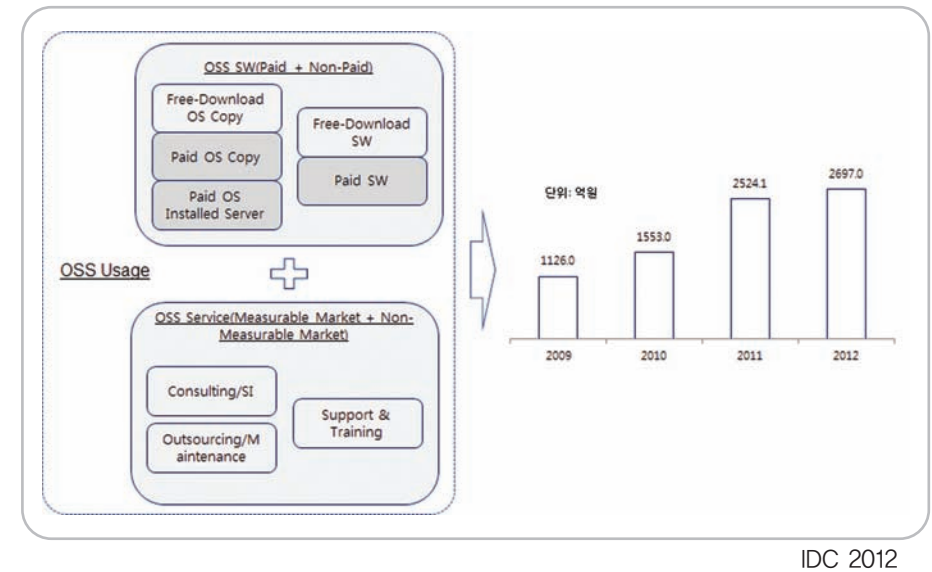 OSS SW(Paid + Non-Paid)
Free-Download
OS Copy
Paid OS Copy
Paid OS
Installed Server
Free-Download
SW
Paid SW
OSS Usage
OSS Service(Measurable Market + Non-
Measurable Market)
Consulting/SI
Outsourcing/M
aintenance
Support &
Training
단위: 억원
1126.0
1553.0
2524.1
2697.0
2009
2010
2011
2012
IDC 2012